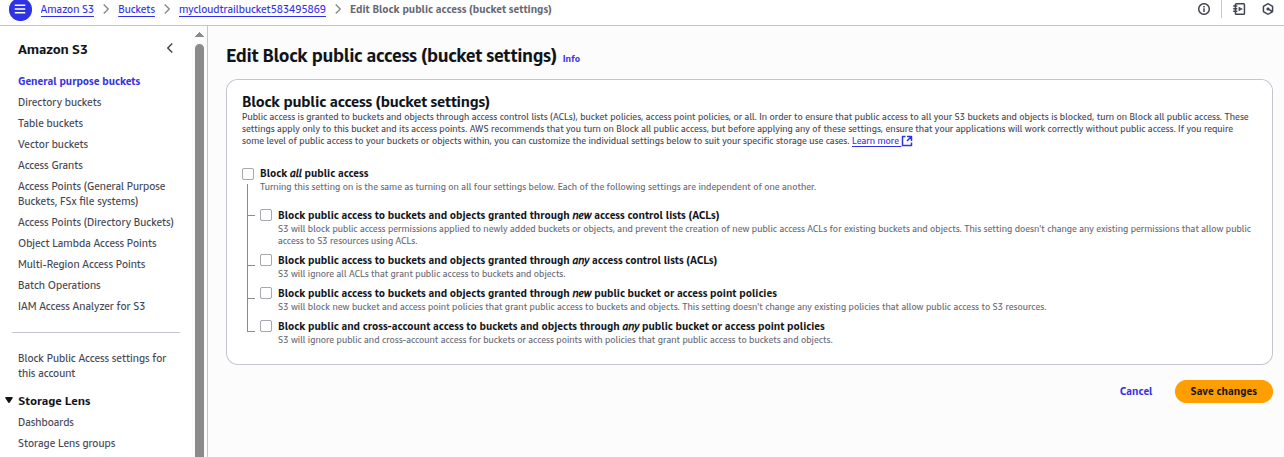 Amazon S3 > Buckets > mycloudtrailbucket583495869 > Edit Block public access (bucket settings)
Amazon S3
General purpose buckets
Directory buckets
Table buckets
Vector buckets
Access Grants
Access Points (General Purpose
Buckets, FSx file systems)
Access Points (Directory Buckets)
Object Lambda Access Points
Multi-Region Access Points
Batch Operations
IAM Access Analyzer for S3
Block Public Access settings for
this account
Storage Lens
Dashboards
Storage Lens groups
Edit Block public access (bucket settings) Info
Block public access (bucket settings)
Public access is granted to buckets and objects through access control lists (ACLs), bucket policies, access point policies, or all. In order to ensure that public access to all your S3 buckets and objects is blocked, turn on Block all public access. These
settings apply only to this bucket and its access points. AWS recommends that you turn on Block all public access, but before applying any of these settings, ensure that your applications will work correctly without public access. If you require
some level of public access to your buckets or objects within, you can customize the individual settings below to suit your specific storage use cases. Learn more
Block all public access
Turning this setting on is the same as turning on all four settings below. Each of the following settings are independent of one another.
Block public access to buckets and objects granted through new access control lists (ACLs)
S3 will block public access permissions applied to newly added buckets or objects, and prevent the creation of new public access ACLs for existing buckets and objects. This setting doesn't change any existing permissions that allow public
access to S3 resources using ACLs.
Block public access to buckets and objects granted through any access control lists (ACLs)
S3 will ignore all ACLs that grant public access to buckets and objects.
Block public access to buckets and objects granted through new public bucket or access point policies
S3 will block new bucket and access point policies that grant public access to buckets and objects. This setting doesn't change any existing policies that allow public access to S3 resources.
Block public and cross-account access to buckets and objects through any public bucket or access point policies
S3 will ignore public and cross-account access for buckets or access points with policies that grant public access to buckets and objects.
Cancel
Save changes